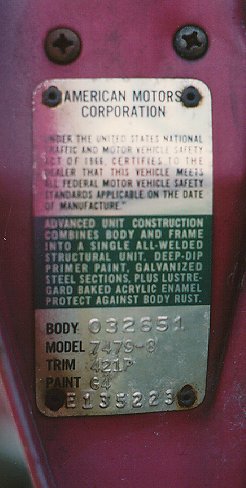 AMERICAN MOTORS
CORPORATION
UNDER THE UNITED STATES NATIONAL
TRAFFIC AND MOTOR VEHICLE SAFETY
ACT OF 1966, CERTIFIES TO THE
DEALER THAT THIS VEHICLE MEETS
ALL FEDERAL MOTOR VEHICLE SAFETY
STANDARDS APPLICABLE ON THE DATE
OF MANUFACTURE."
ADVANCED UNIT CONSTRUCTION
COMBINES BODY AND FRAME
INTO A SINGLE ALL-WELDED
STRUCTURAL UNIT. DEEP-DIP
PRIMER PAINT, GALVANIZED
STEEL SECTIONS, PLUS LUSTRE-
GARD BAKED ACRYLIC ENAMEL
PROTECT AGAINST BODY RUST.
BODY 032651
MODEL 7479-8
TRIM 421P
PAINT 64
E135225